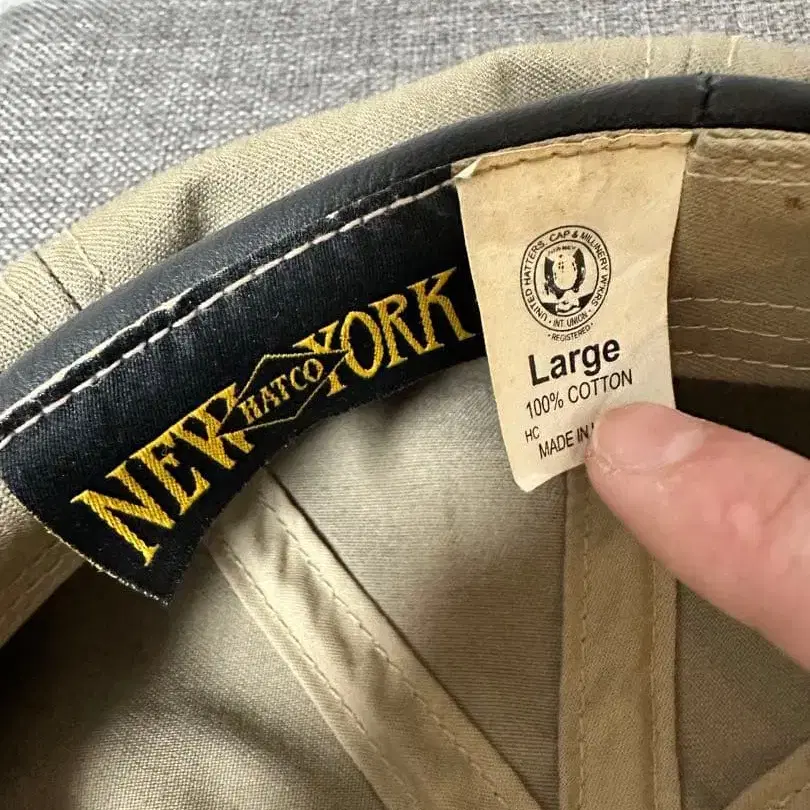 NEW YORK
HATCO
UNITED HATTERS, CAP & MILLINERY WKRS
INT. UNION
REGISTERED
Large
100% COTTON
HC
MADE IN